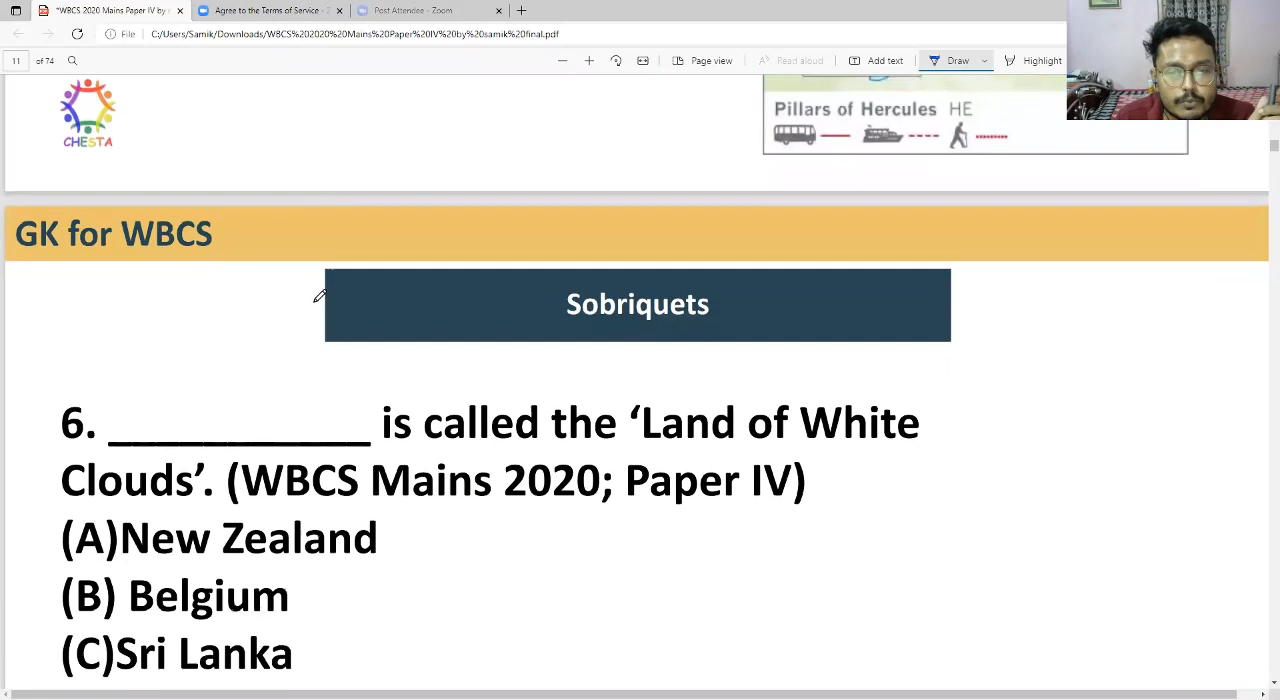 *WBCS 2020 Mains Paper IV by s
Agree to the Terms of Service - Z
Post Attendee - Zoom
File
C:/Users/Samik/Downloads/WBCS%202020%20Mains%20Paper%20IV%20by%20samik%20final.pdf
11 of 74
Page view
Read aloud
Add text
Draw
Highlight
CHESTA
Pillars of Hercules HE
GK for WBCS
Sobriquets
6. ___________ is called the ‘Land of White
Clouds’. (WBCS Mains 2020; Paper IV)
(A)New Zealand
(B) Belgium
(C)Sri Lanka